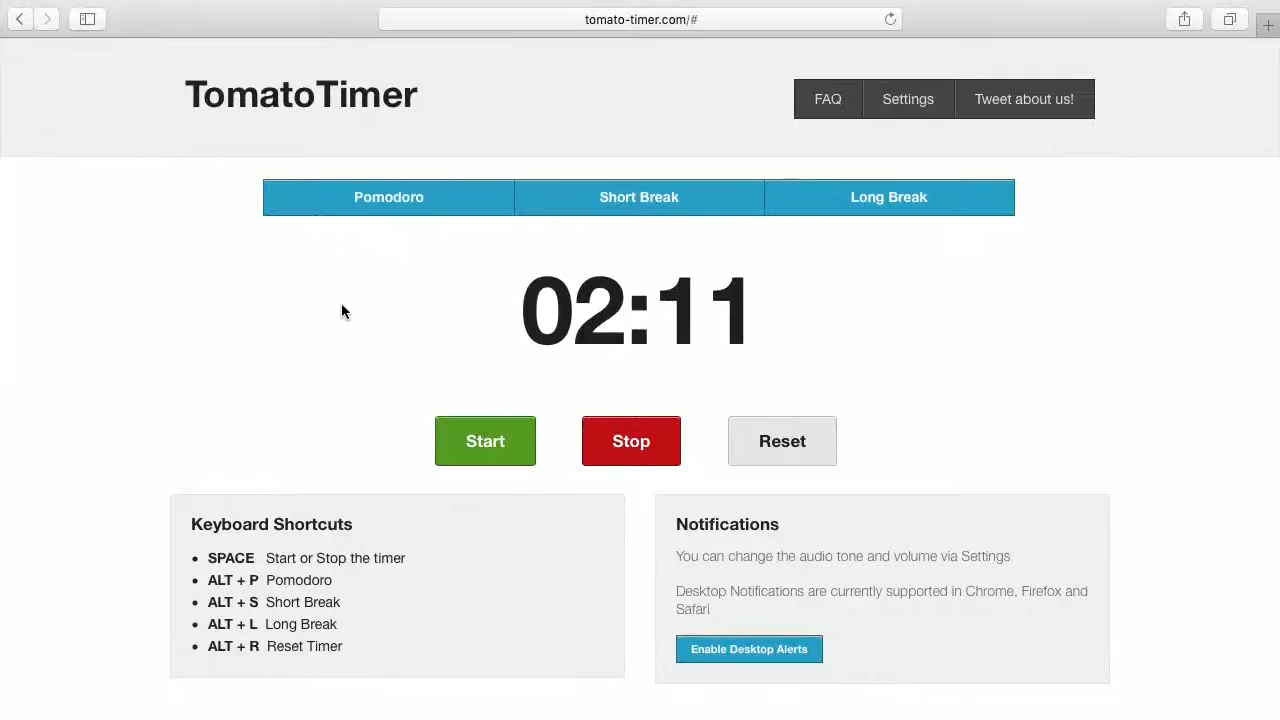 tomato-timer.com/#
TomatoTimer
FAQ
Settings
Tweet about us!
Pomodoro
Short Break
Long Break
02:11
Start
Stop
Reset
Keyboard Shortcuts
SPACE Start or Stop the timer
ALT + P Pomodoro
ALT + S Short Break
ALT + L Long Break
ALT + R Reset Timer
Notifications
You can change the audio tone and volume via Settings
Desktop Notifications are currently supported in Chrome, Firefox and
Safari
Enable Desktop Alerts